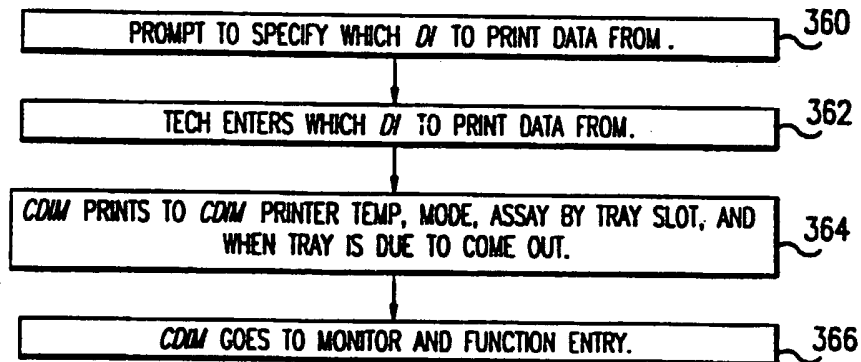 PROMPT TO SPECIFY WHICH DI TO PRINT DATA FROM.
360
TECH ENTERS WHICH DI TO PRINT DATA FROM.
362
CDIM PRINTS TO CDIM PRINTER TEMP, MODE, ASSAY BY TRAY SLOT, AND
WHEN TRAY IS DUE TO COME OUT.
364
CDIM GOES TO MONITOR AND FUNCTION ENTRY.
366